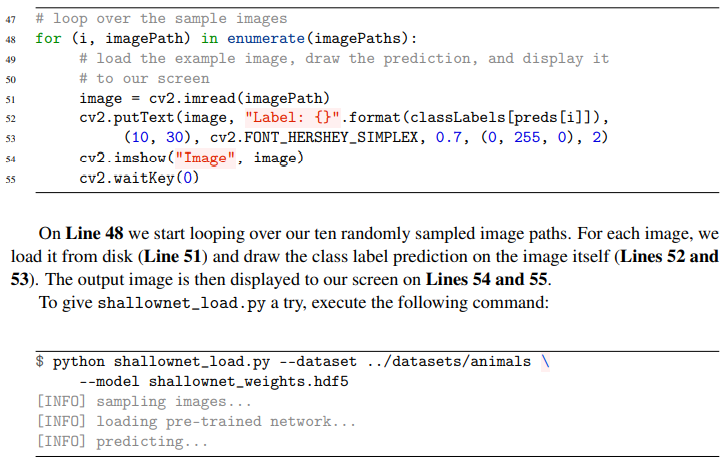 47 # loop over the sample images
48 for (i, imagePath) in enumerate(imagePaths):
49 # load the example image, draw the prediction, and display it
50 # to our screen
51 image = cv2.imread(imagePath)
52 cv2.putText(image, "Label: {}".format(classLabels[preds[i]]),
53 (10, 30), cv2.FONT_HERSHEY_SIMPLEX, 0.7, (0, 255, 0), 2)
54 cv2.imshow("Image", image)
55 cv2.waitKey(0)
On Line 48 we start looping over our ten randomly sampled image paths. For each image, we
load it from disk (Line 51) and draw the class label prediction on the image itself (Lines 52 and
53). The output image is then displayed to our screen on Lines 54 and 55.
To give shallownet_load.py a try, execute the following command:
$ python shallownet_load.py --dataset ../datasets/animals \
--model shallownet_weights.hdf5
[INFO] sampling images...
[INFO] loading pre-trained network...
[INFO] predicting...